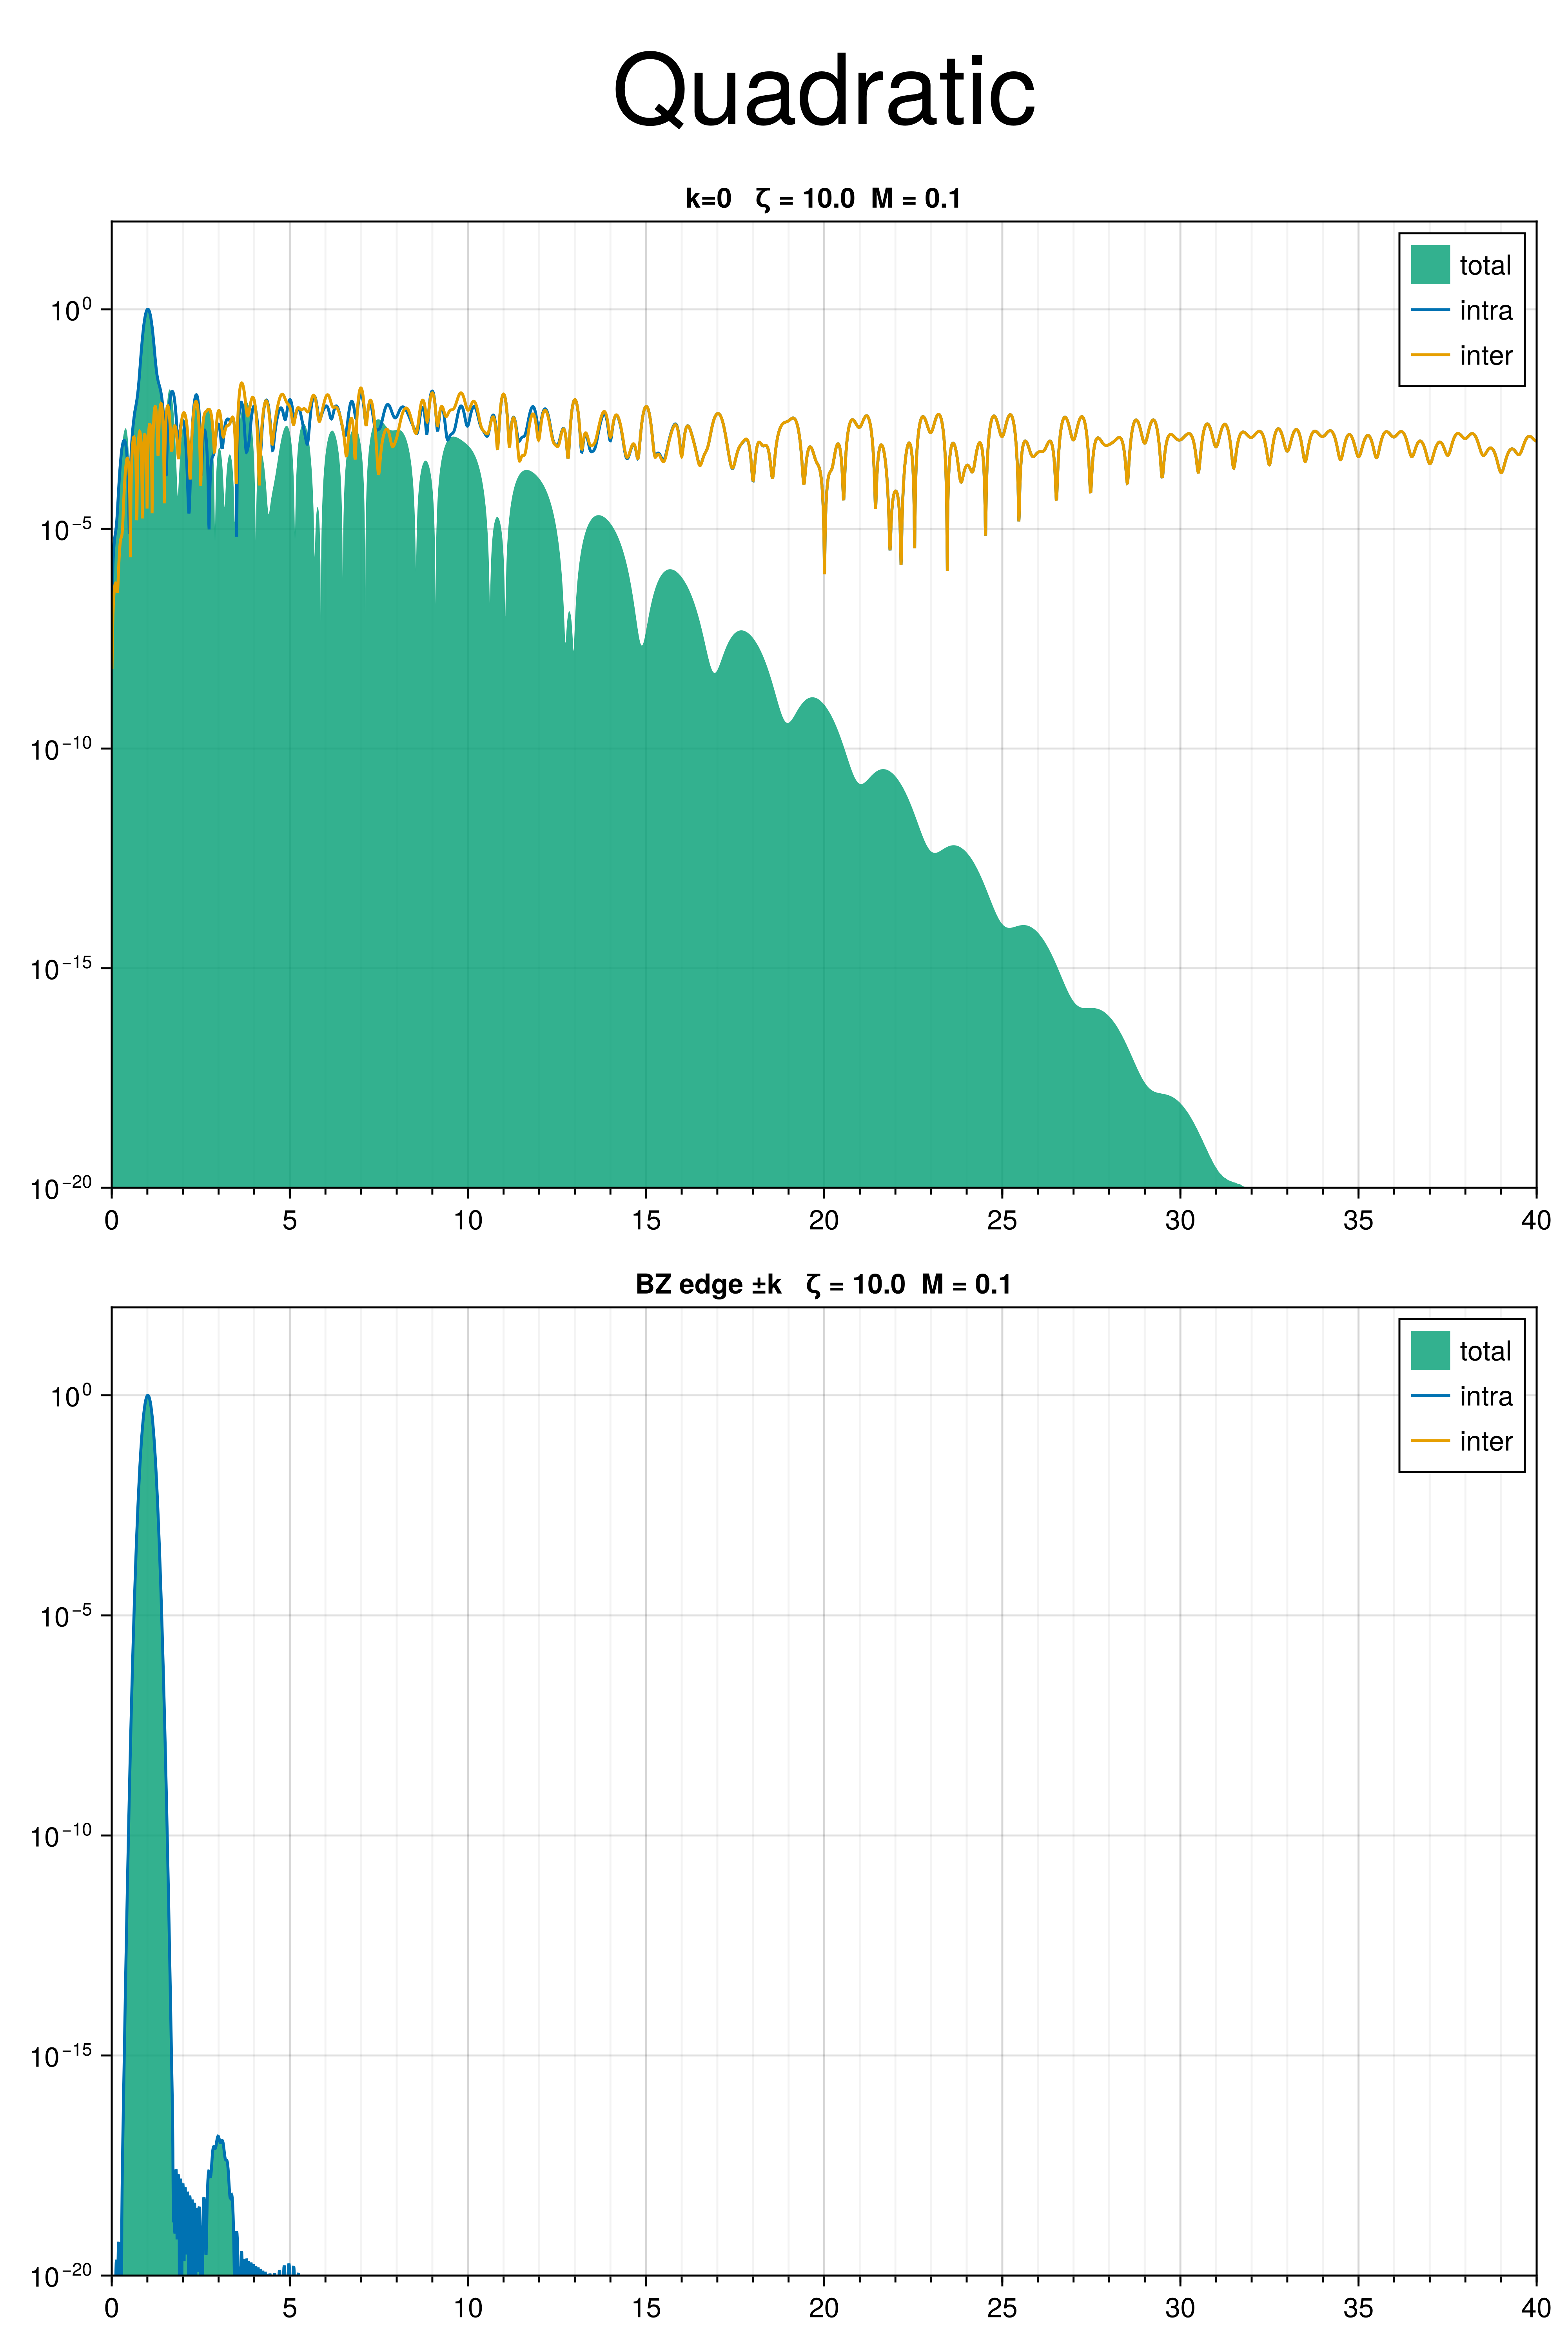 Quadratic
k=0 ζ = 10.0 M = 0.1
total
intra
inter
10⁰
10⁻⁵
10⁻¹⁰
10⁻¹⁵
10⁻²⁰
0 5 10 15 20 25 30 35 40
BZ edge ±k ζ = 10.0 M = 0.1
total
intra
inter
10⁰
10⁻⁵
10⁻¹⁰
10⁻¹⁵
10⁻²⁰
0 5 10 15 20 25 30 35 40